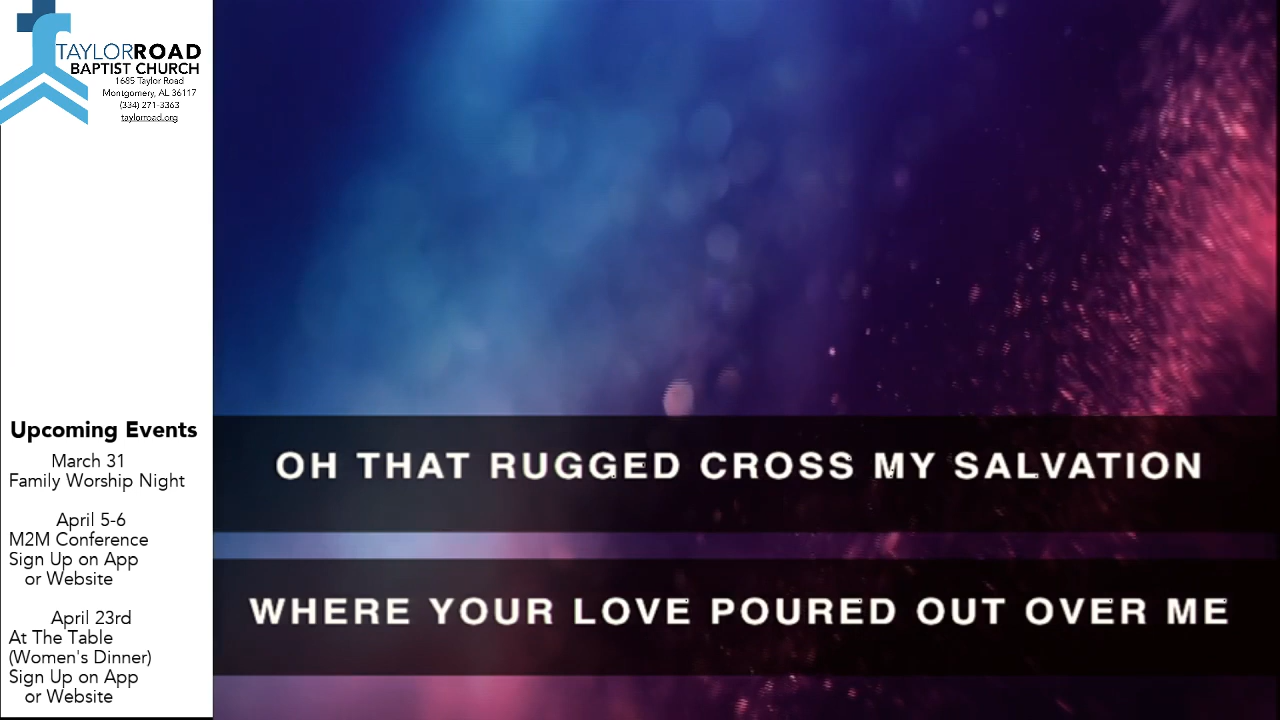 TAYLORROAD
BAPTIST CHURCH
1685 Taylor Road
Montgomery, AL 36117
(334) 271-3363
taylorroad.org
Upcoming Events
March 31
Family Worship Night
April 5-6
M2M Conference
Sign Up on App
or Website
April 23rd
At The Table
(Women's Dinner)
Sign Up on App
or Website
OH THAT RUGGED CROSS MY SALVATION
WHERE YOUR LOVE POURED OUT OVER ME